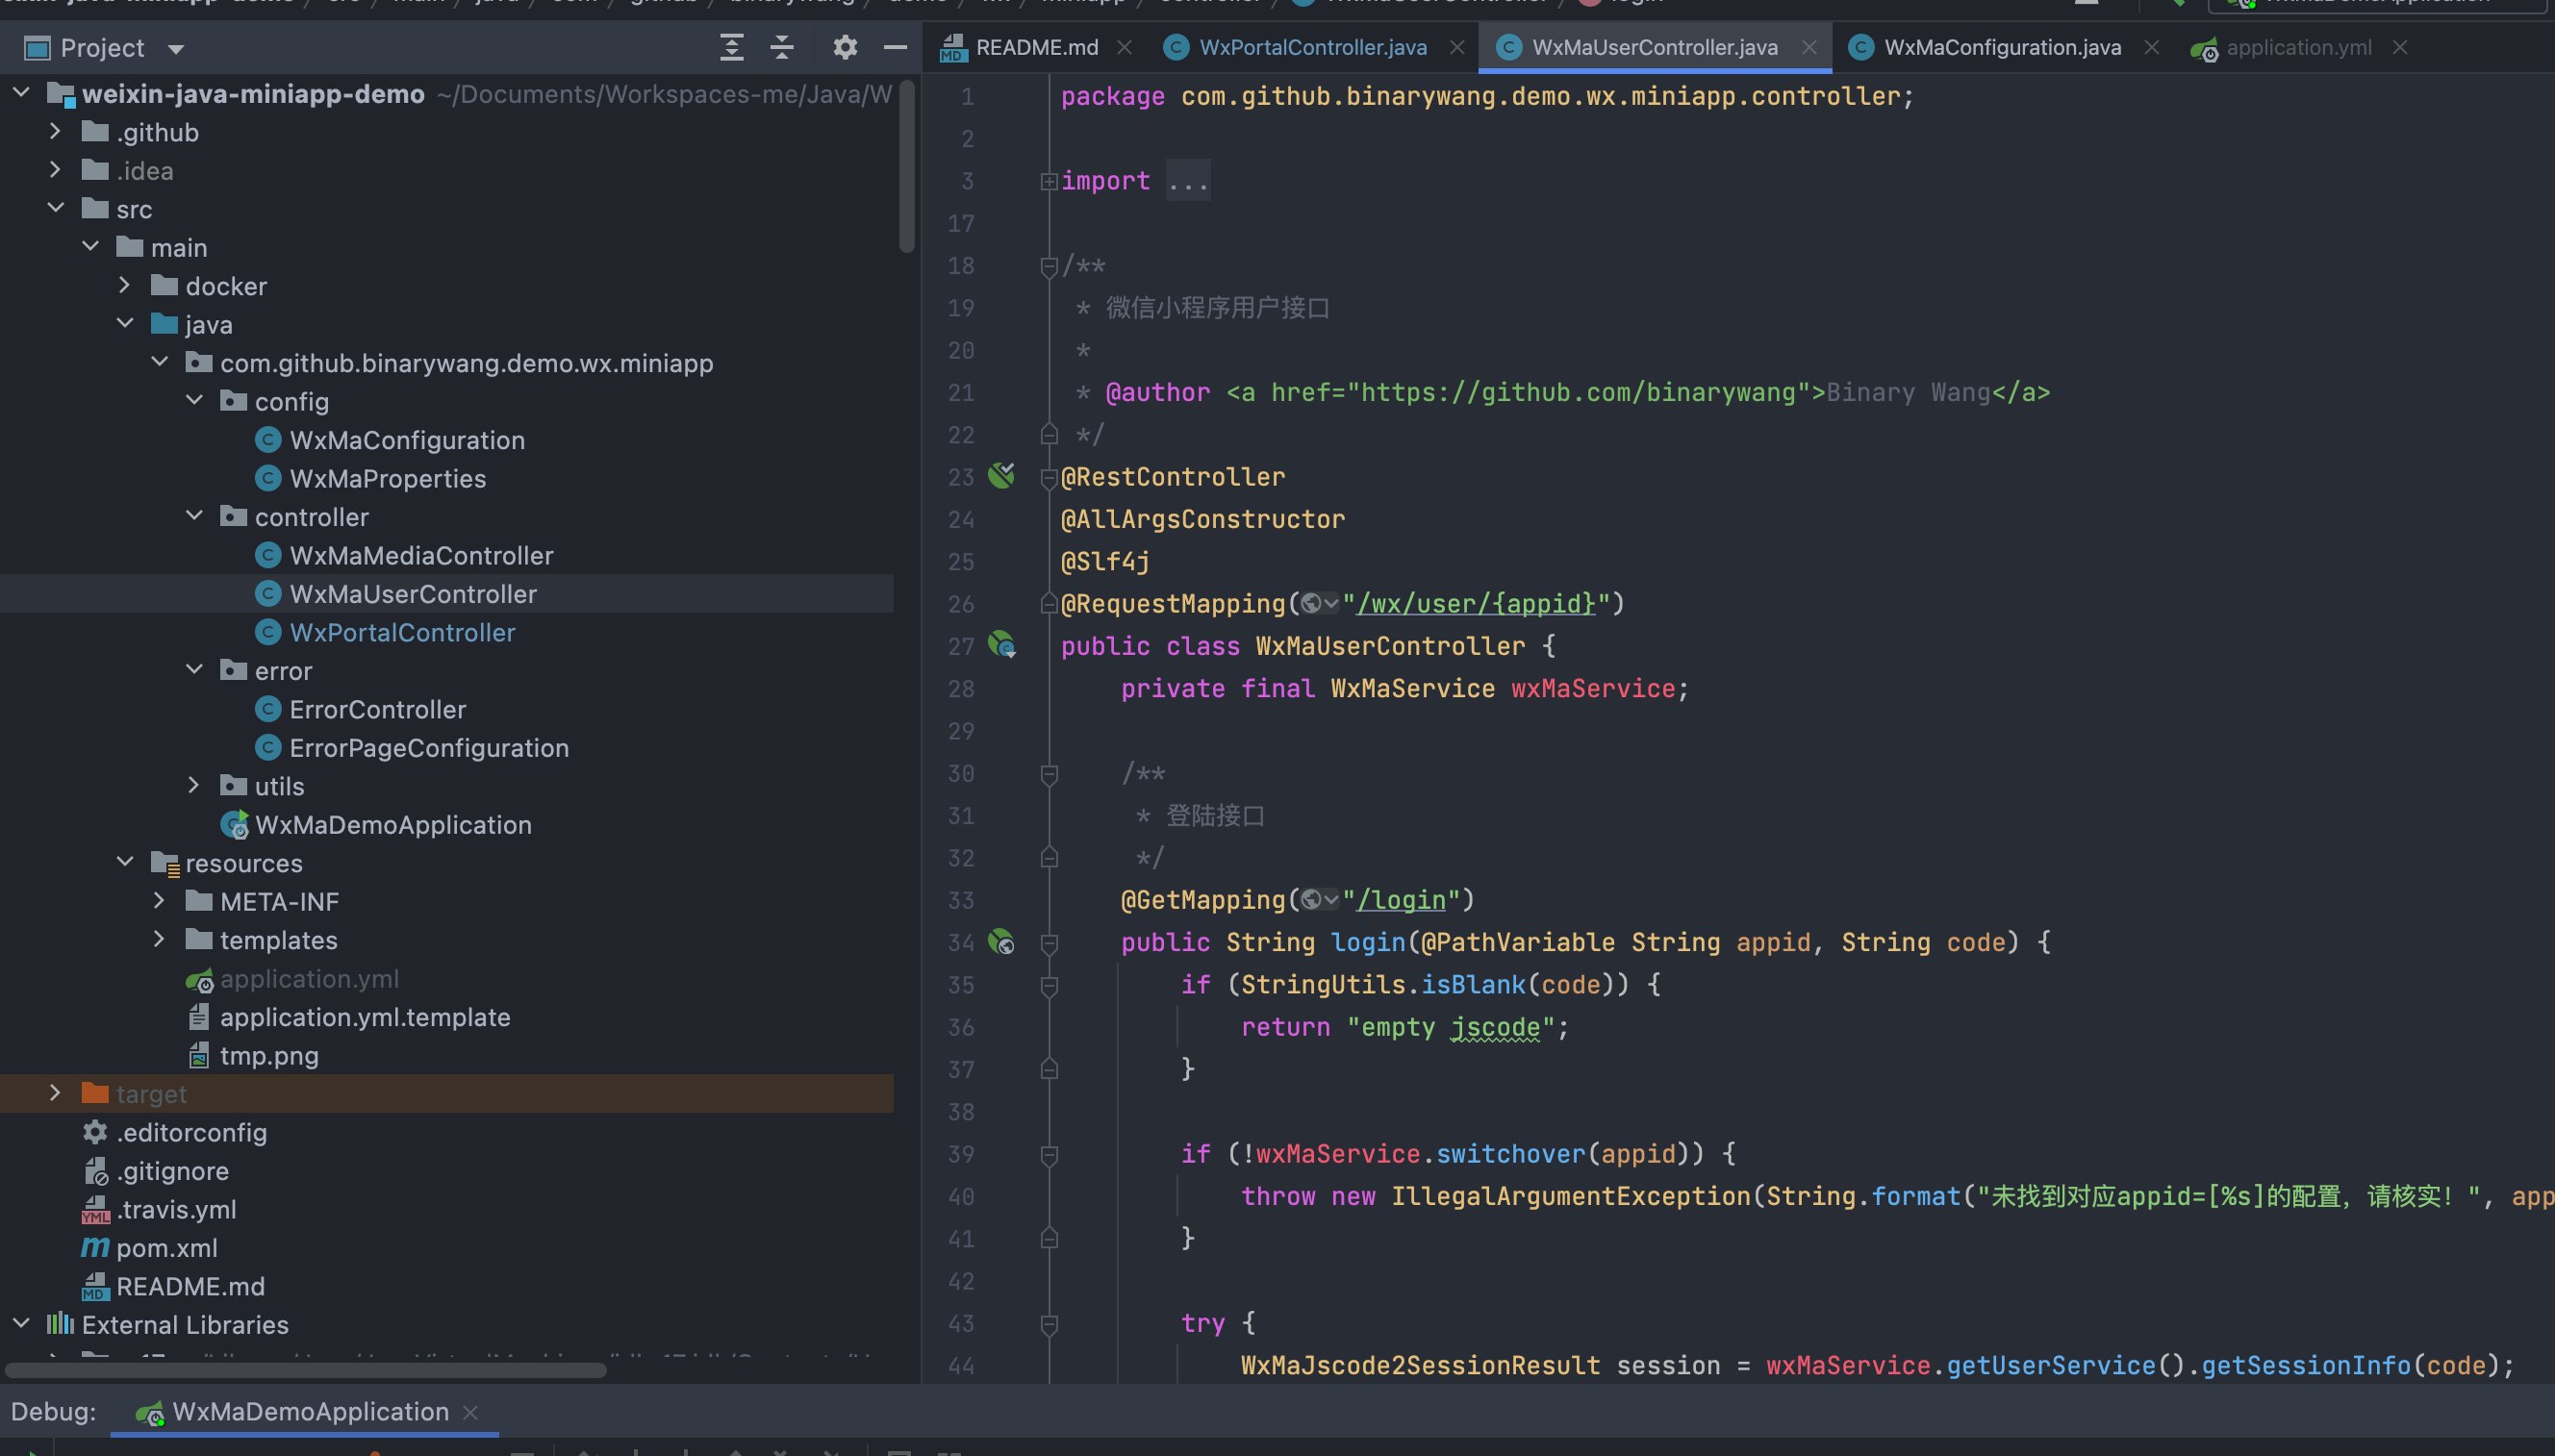 Project
weixin-java-miniapp-demo ~/Documents/Workspaces-me/Java/W
.github
.idea
src
main
docker
java
com.github.binarywang.demo.wx.miniapp
config
WxMaConfiguration
WxMaProperties
controller
WxMaMediaController
WxMaUserController
WxPortalController
error
ErrorController
ErrorPageConfiguration
utils
WxMaDemoApplication
resources
META-INF
templates
application.yml
application.yml.template
tmp.png
target
.editorconfig
.gitignore
.travis.yml
pom.xml
README.md
External Libraries
README.md WxPortalController.java WxMaUserController.java WxMaConfiguration.java application.yml
1 package com.github.binarywang.demo.wx.miniapp.controller;
2
3 import ...
17
18 /**
19 * 微信小程序用户接口
20 *
21 * @author <a href="https://github.com/binarywang">Binary Wang</a>
22 */
23 @RestController
24 @AllArgsConstructor
25 @Slf4j
26 @RequestMapping("/wx/user/{appid}")
27 public class WxMaUserController {
28 private final WxMaService wxMaService;
29
30 /**
31 * 登陆接口
32 */
33 @GetMapping("/login")
34 public String login(@PathVariable String appid, String code) {
35 if (StringUtils.isBlank(code)) {
36 return "empty jscode";
37 }
38
39 if (!wxMaService.switchover(appid)) {
40 throw new IllegalArgumentException(String.format("未找到对应appid=[%s]的配置，请核实！", app
41 }
42
43 try {
44 WxMaJscode2SessionResult session = wxMaService.getUserService().getSessionInfo(code);
Debug: WxMaDemoApplication